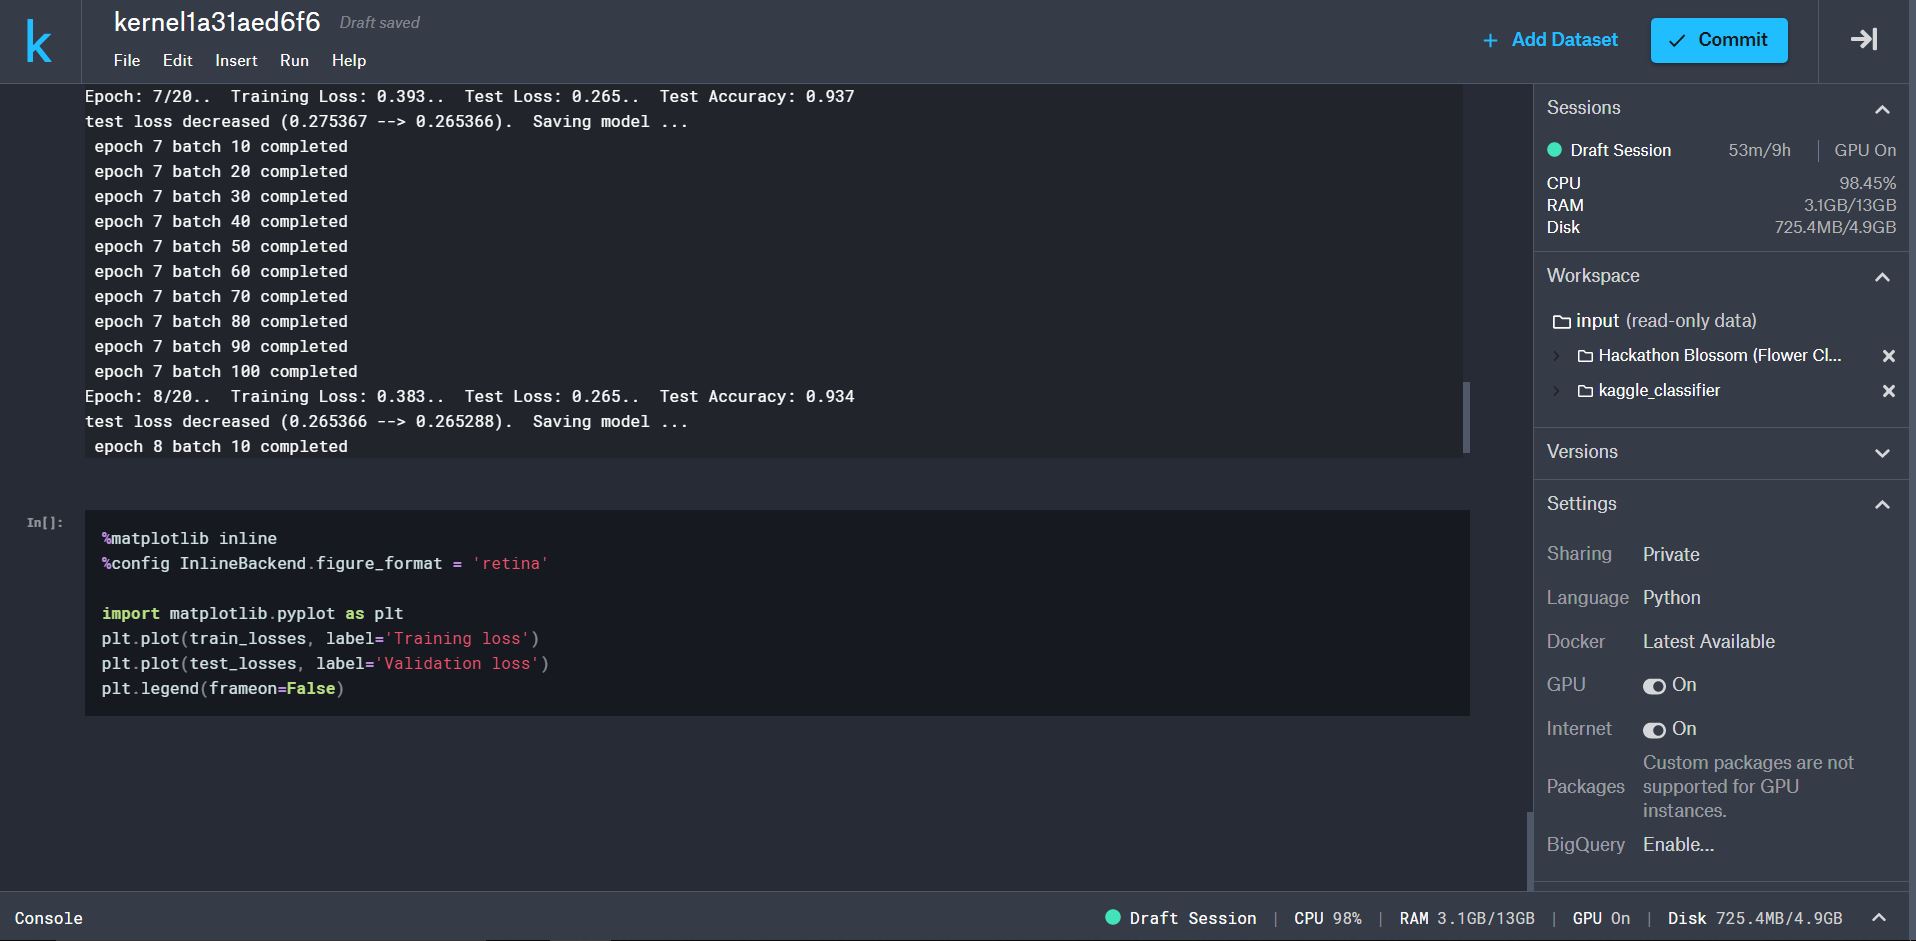 k
kernel1a31aed6f6 Draft saved
File Edit Insert Run Help
+ Add Dataset
Commit
Epoch: 7/20.. Training Loss: 0.393.. Test Loss: 0.265.. Test Accuracy: 0.937
test loss decreased (0.275367 --> 0.265366). Saving model ...
epoch 7 batch 10 completed
epoch 7 batch 20 completed
epoch 7 batch 30 completed
epoch 7 batch 40 completed
epoch 7 batch 50 completed
epoch 7 batch 60 completed
epoch 7 batch 70 completed
epoch 7 batch 80 completed
epoch 7 batch 90 completed
epoch 7 batch 100 completed
Epoch: 8/20.. Training Loss: 0.383.. Test Loss: 0.265.. Test Accuracy: 0.934
test loss decreased (0.265366 --> 0.265288). Saving model ...
epoch 8 batch 10 completed
In[]:
%matplotlib inline
%config InlineBackend.figure_format = 'retina'
import matplotlib.pyplot as plt
plt.plot(train_losses, label='Training loss')
plt.plot(test_losses, label='Validation loss')
plt.legend(frameon=False)
Sessions
Draft Session 53m/9h | GPU On
CPU 98.45%
RAM 3.1GB/13GB
Disk 725.4MB/4.9GB
Workspace
input (read-only data)
Hackathon Blossom (Flower Cl...
kaggle_classifier
Versions
Settings
Sharing Private
Language Python
Docker Latest Available
GPU On
Internet On
Packages Custom packages are not
supported for GPU
instances.
BigQuery Enable...
Console
Draft Session | CPU 98% | RAM 3.1GB/13GB | GPU On | Disk 725.4MB/4.9GB